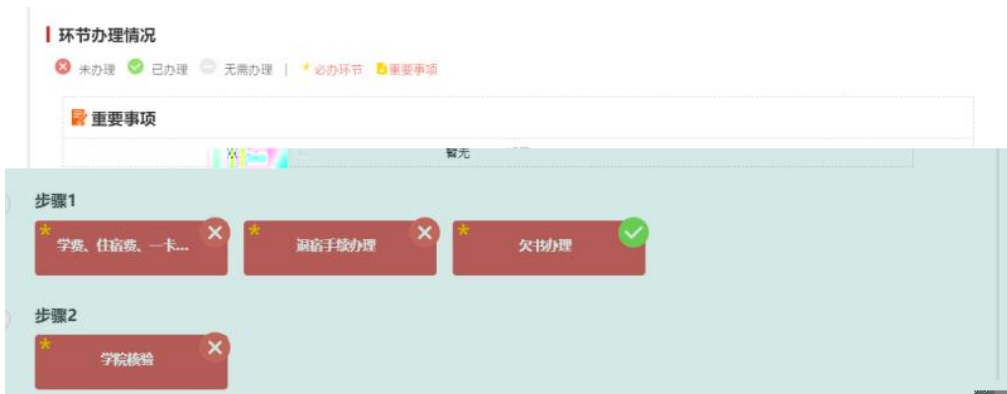 环节办理情况
未办理 已办理 无需办理 | * 必办环节 重要事项
重要事项
暂无
步骤1
* 学费、住宿费、一卡... * 退宿手续办理 * 欠书办理
步骤2
* 学院核验